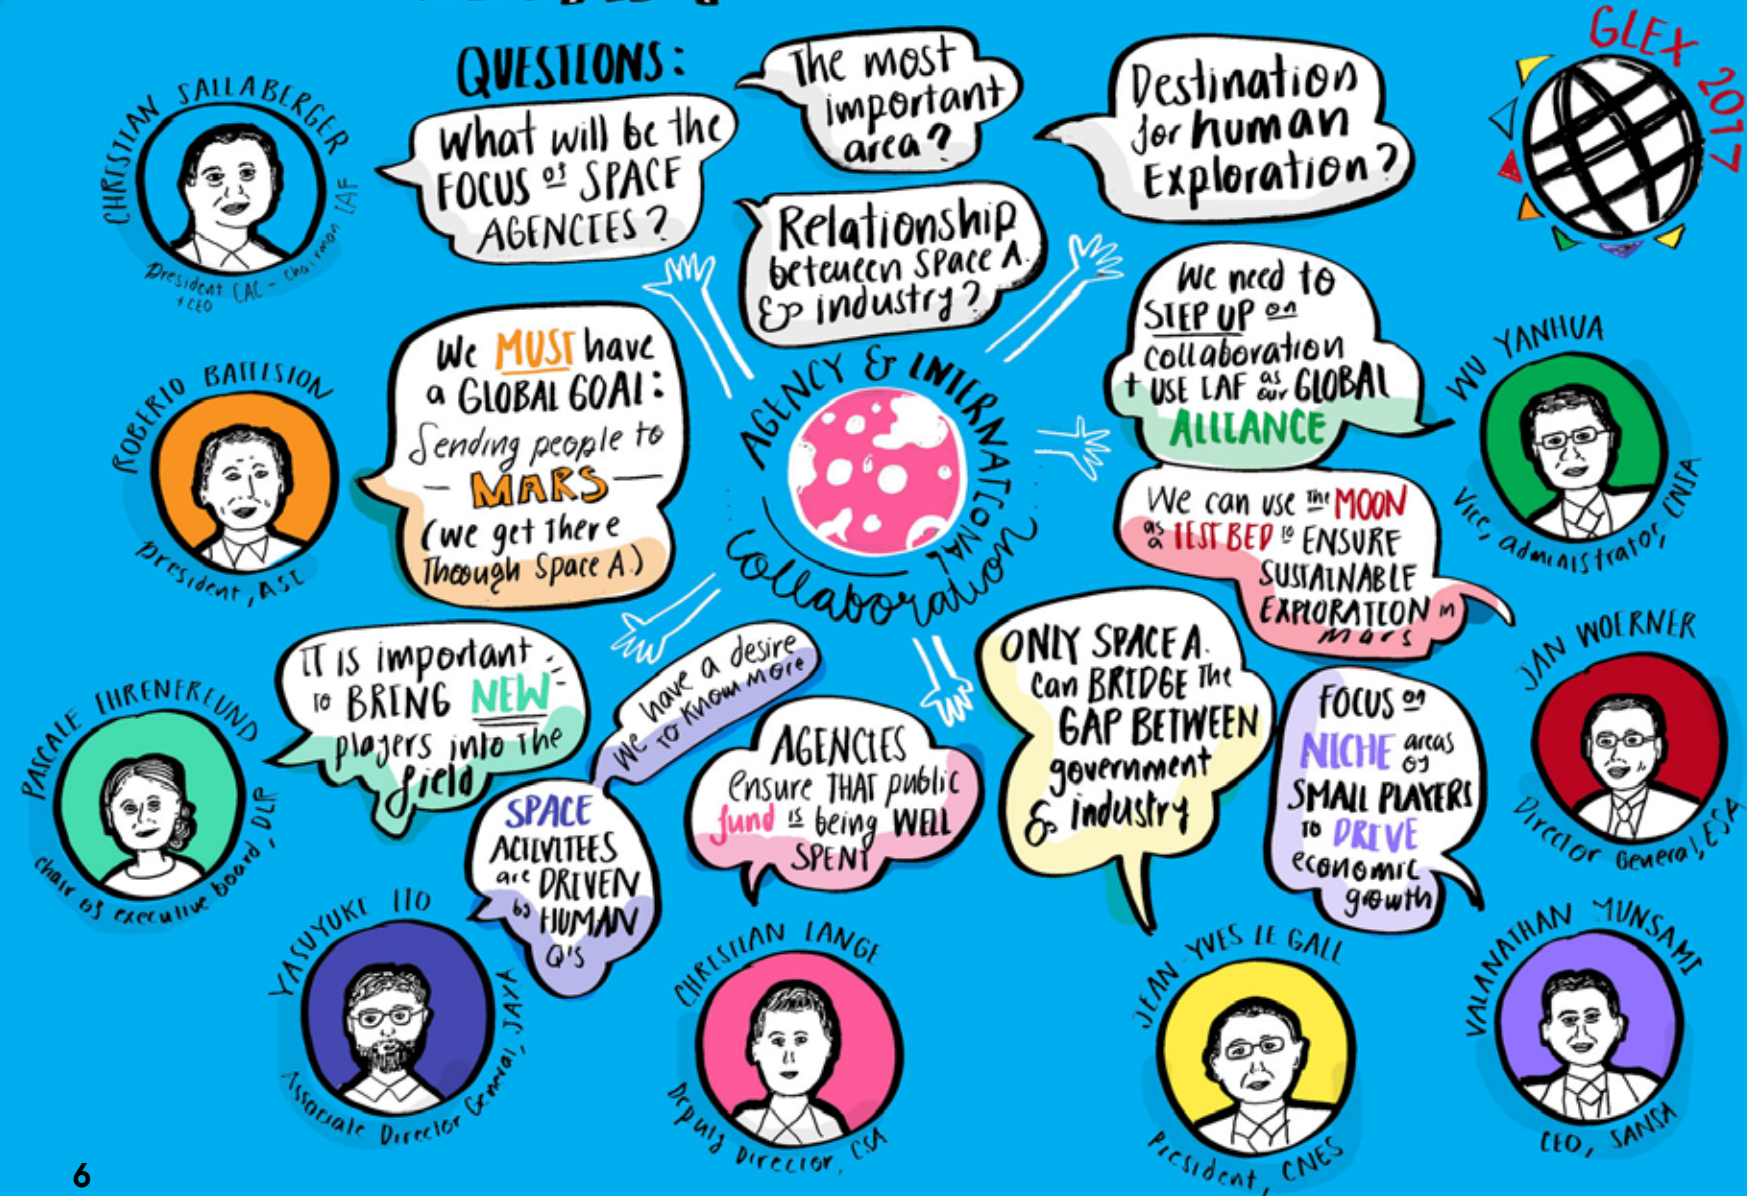 QUESTIONS:
What will be the
FOCUS of SPACE
AGENCIES?
The most
important
area?
Destination
for human
Exploration?
Relationship
between Space A.
& industry?
GLEX 2017
CHRISTIAN SALLABERGER
President CAC - Chairman IAF
+ CEO
AGENCY & INTERNATIONAL
collaboration
ROBERTO BATTISTON
president, ASI
We MUST have
a GLOBAL GOAL:
Sending people to
MARS
(we get there
Through Space A.)
We need to
STEP UP on
collaboration
+ USE IAF as our GLOBAL
ALLIANCE
WU YANHUA
Vice, administrator, CNSA
We can use the MOON
as a TEST BED to ENSURE
SUSTAINABLE
EXPLORATION in
mars
JAN WOERNER
Director General, ESA
PASCALE EHRENFREUND
chair of executive board, DLR
IT IS important
TO BRING NEW
players into the
field
We have a desire
TO KNOW MORE
SPACE
ACTIVITEES
are DRIVEN
by HUMAN
Q'S
YASUYUKI IIO
Associate Director General, JAXA
AGENCIES
ensure THAT public
fund is being WELL
SPENT
CHRISTIAN LANGE
Deputy Director, CSA
ONLY SPACE A.
can BRIDGE The
GAP BETWEEN
government
& industry
JEAN-YVES LE GALL
President, CNES
FOCUS on
NICHE areas
of
SMALL PLAYERS
to DRIVE
economic
growth
VALANATHAN MUNSAMI
CEO, SANSA
6